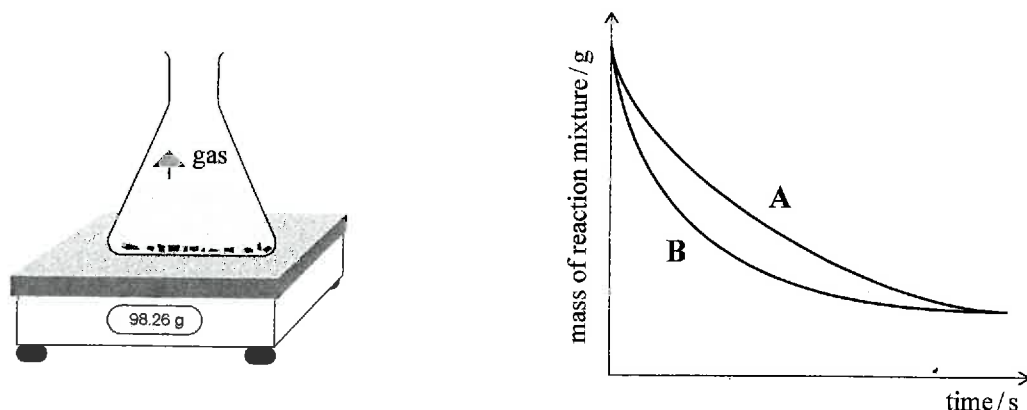 gas
98.26 g
mass of reaction mixture / g
A
B
time / s